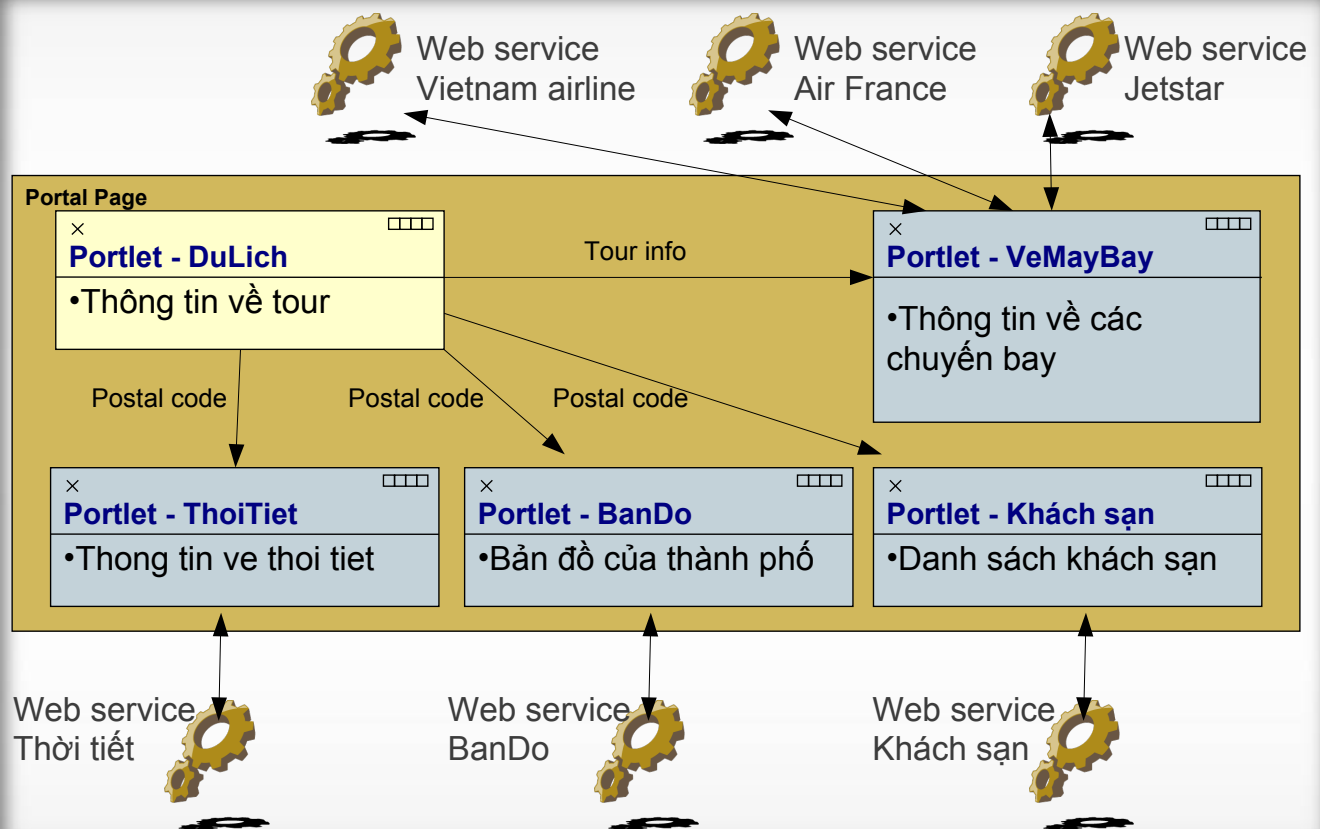 Web service
Vietnam airline
Web service
Air France
Web service
Jetstar
Portal Page
Portlet - DuLich
•Thông tin về tour
Tour info
Portlet - VeMayBay
•Thông tin về các
chuyến bay
Postal code
Postal code
Postal code
Portlet - ThoiTiet
•Thong tin ve thoi tiet
Portlet - BanDo
•Bản đồ của thành phố
Portlet - Khách sạn
•Danh sách khách sạn
Web service
Thời tiết
Web service
BanDo
Web service
Khách sạn